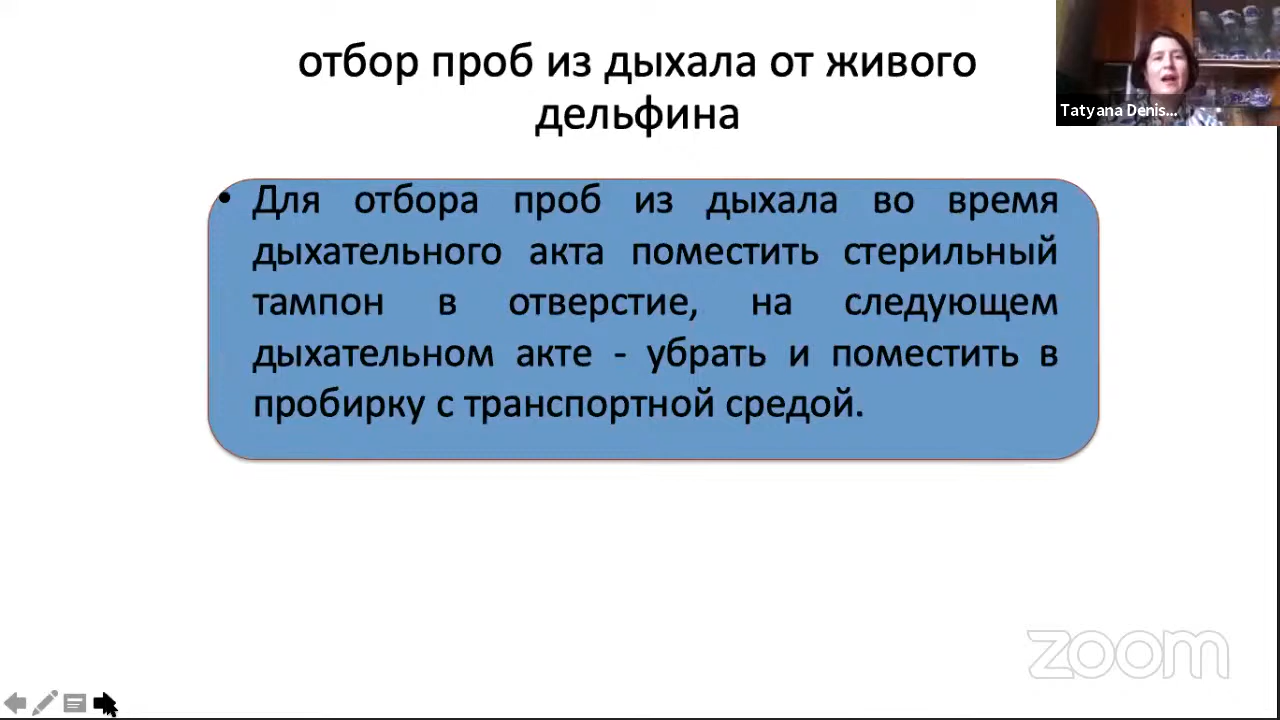 отбор проб из дыхала от живого
дельфина
Tatyana Denis...
• Для отбора проб из дыхала во время
дыхательного акта поместить стерильный
тампон в отверстие, на следующем
дыхательном акте - убрать и поместить в
пробирку с транспортной средой.
zoom